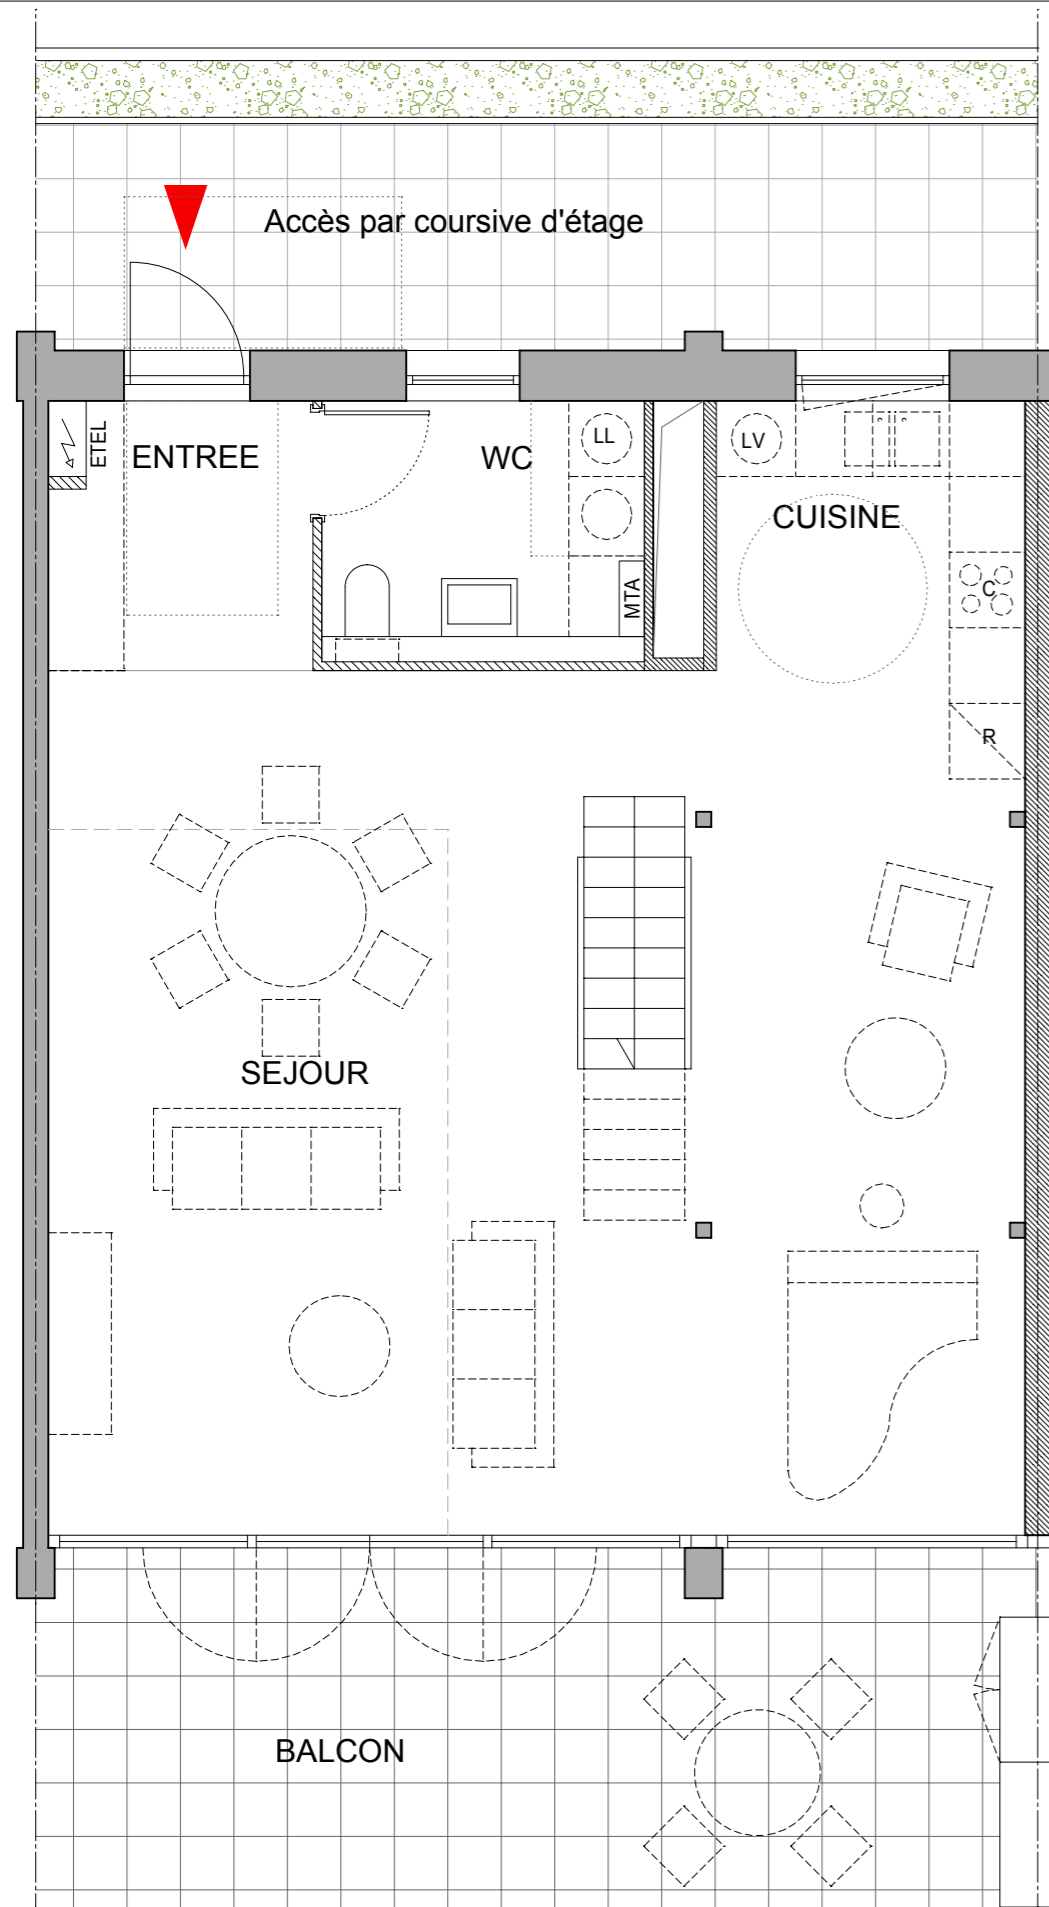 Accès par coursive d'étage
ETEL
ENTREE
WC
LL
LV
CUISINE
MTA
C
R
SEJOUR
BALCON